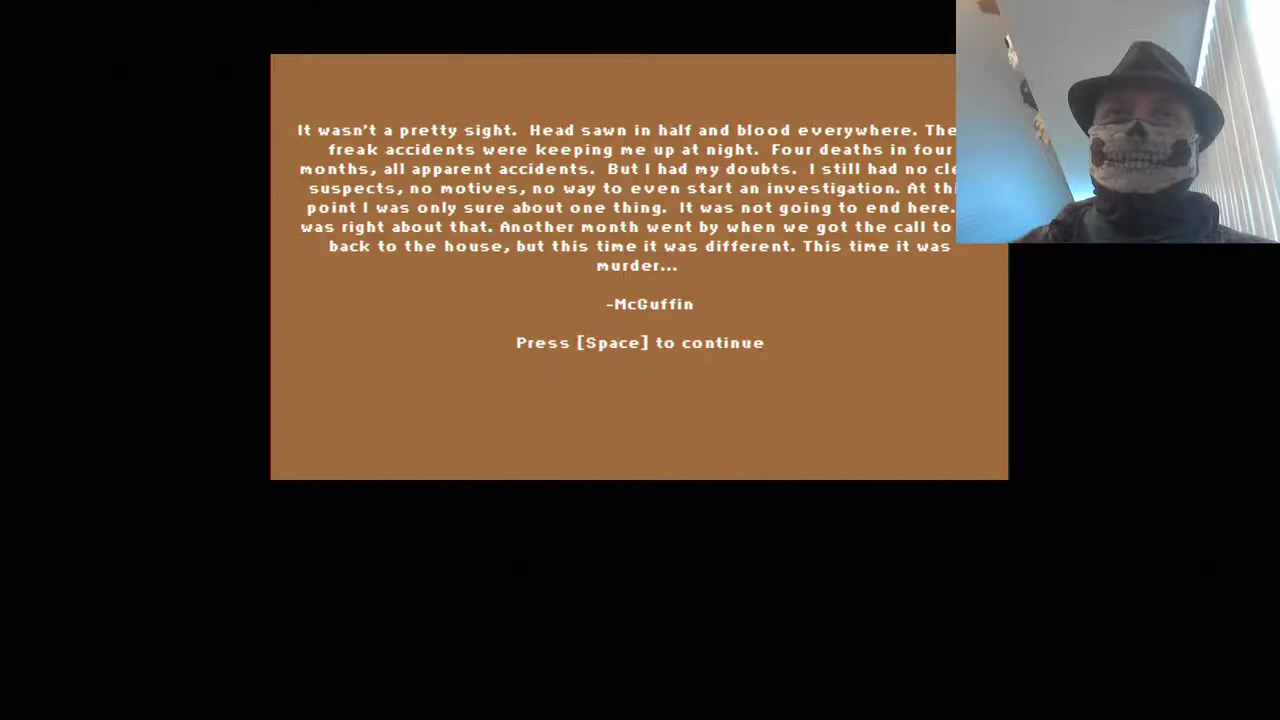 It wasn't a pretty sight.  Head sawn in half and blood everywhere. The
freak accidents were keeping me up at night.  Four deaths in four
months, all apparent accidents.  But I had my doubts.  I still had no cle
suspects, no motives, no way to even start an investigation. At thi
point I was only sure about one thing.  It was not going to end here.
was right about that. Another month went by when we got the call to
back to the house, but this time it was different. This time it was
murder...
-McGuffin
Press [Space] to continue